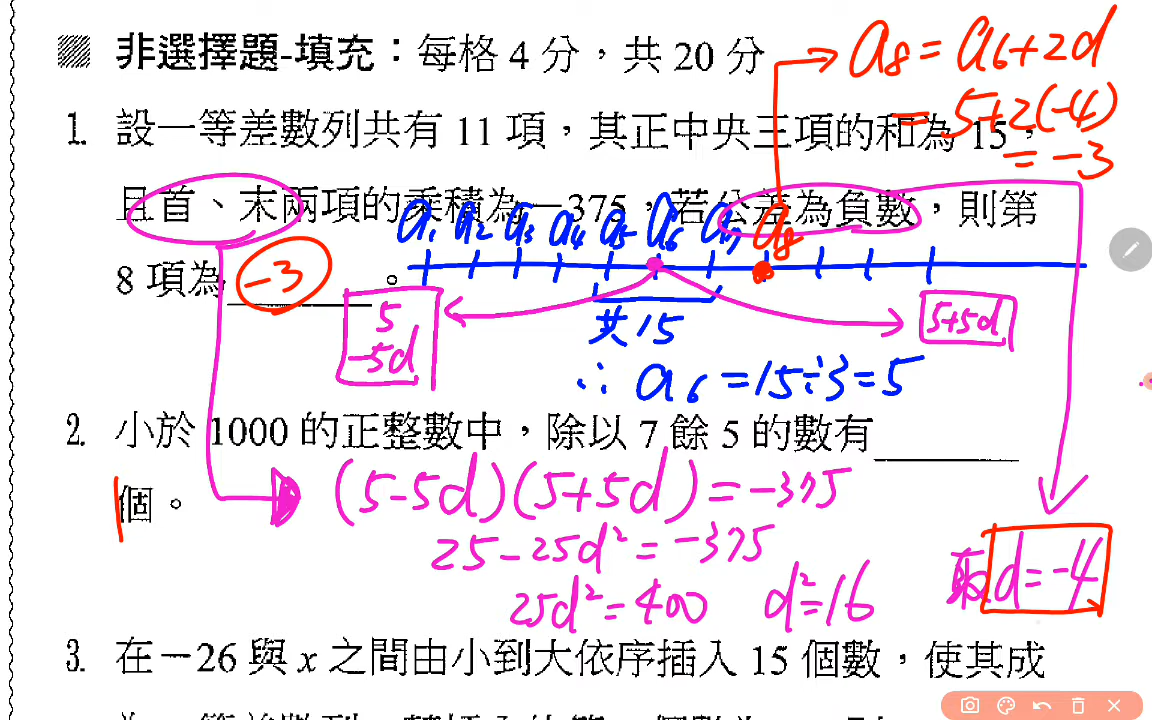 非選擇題-填充：每格 4 分，共 20 分
a8 = a6+2d
= 5+2(-4)
= -3
1. 設一等差數列共有 11 項，其正中央三項的和為 15，
且首、末兩項的乘積為－375，若公差為負數，則第
a1 a2 a3 a4 a5 a6 a7 a8
8 項為 -3 。
5
-5d
共15
5+5d
∴ a6 = 15÷3 = 5
2. 小於 1000 的正整數中，除以 7 餘 5 的數有
個。
(5-5d)(5+5d) = -375
25-25d² = -375
25d² = 400 d²=16
取 d=-4
3. 在－26 與 x 之間由小到大依序插入 15 個數，使其成